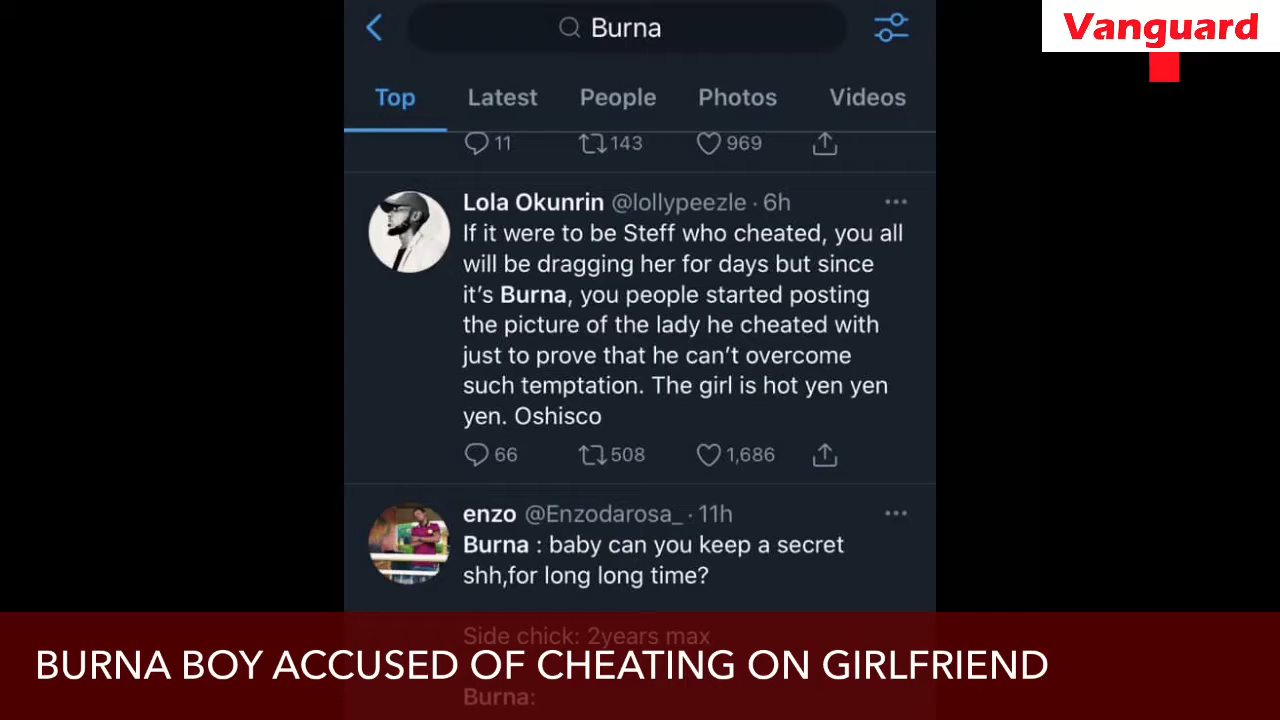 Burna
Vanguard
Top Latest People Photos Videos
11 143 969
Lola Okunrin @lollypeezle · 6h
If it were to be Steff who cheated, you all
will be dragging her for days but since
it’s Burna, you people started posting
the picture of the lady he cheated with
just to prove that he can’t overcome
such temptation. The girl is hot yen yen
yen. Oshisco
66 508 1,686
enzo @Enzodarosa_ · 11h
Burna : baby can you keep a secret
shh,for long long time?
Side chick: 2years max
BURNA BOY ACCUSED OF CHEATING ON GIRLFRIEND
Burna: